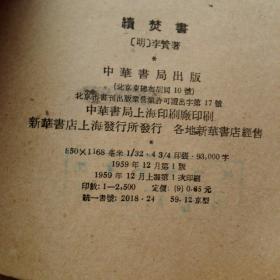 續焚書
〔明〕李贄著
*
中華書局出版
（北京東總布胡同10號）
北京市書刊出版業營業許可證出字第17號
中華書局上海印刷廠印刷
新華書店上海發行所發行 各地新華書店經售
*
850×1168毫米 1/32・4 3/4印張・93,000字
1959年12月第1版
1959年12月上海第1次印刷
印數：1—2,500 定價：(9) 0.65元
統一書號：2018・24 59.12.京型